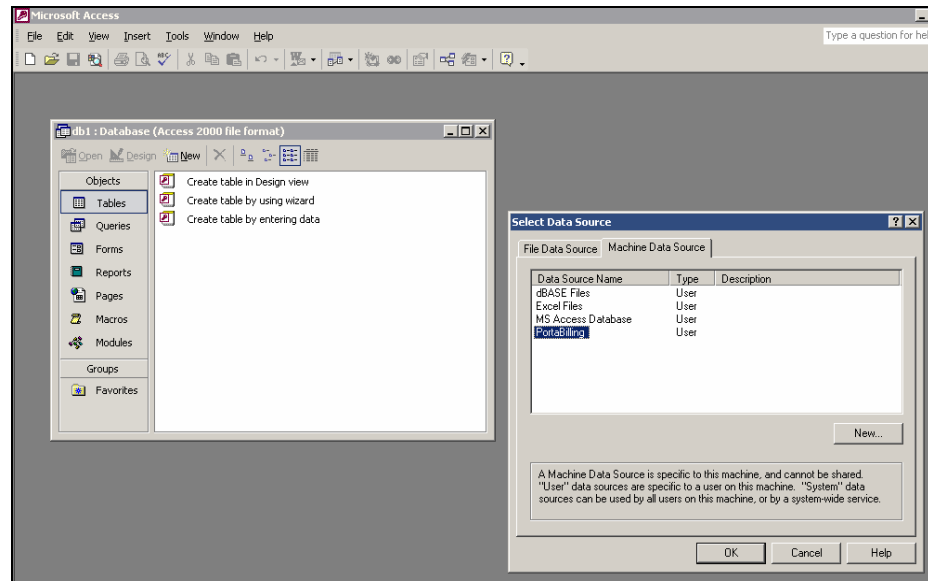 Microsoft Access
File Edit View Insert Tools Window Help
Type a question for hel
db1 : Database (Access 2000 file format)
Open Design New
Objects
Tables
Queries
Forms
Reports
Pages
Macros
Modules
Groups
Favorites
Create table in Design view
Create table by using wizard
Create table by entering data
Select Data Source
File Data Source Machine Data Source
Data Source Name Type Description
dBASE Files User
Excel Files User
MS Access Database User
PortaBilling User
New...
A Machine Data Source is specific to this machine, and cannot be shared.
"User" data sources are specific to a user on this machine. "System" data
sources can be used by all users on this machine, or by a system-wide service.
OK Cancel Help